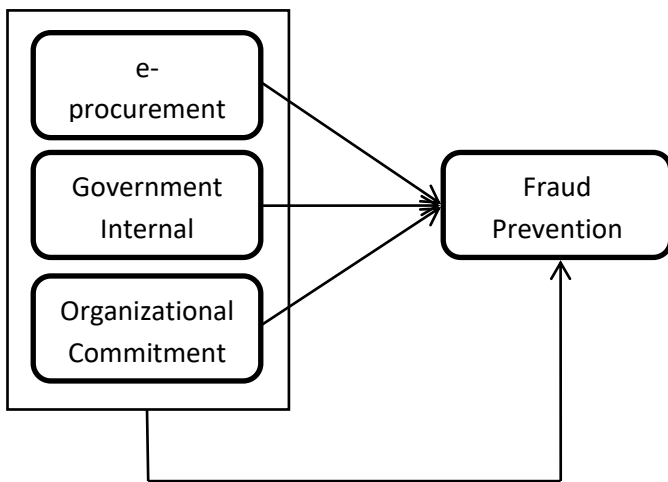 e-
procurement
Government
Internal
Organizational
Commitment
Fraud
Prevention